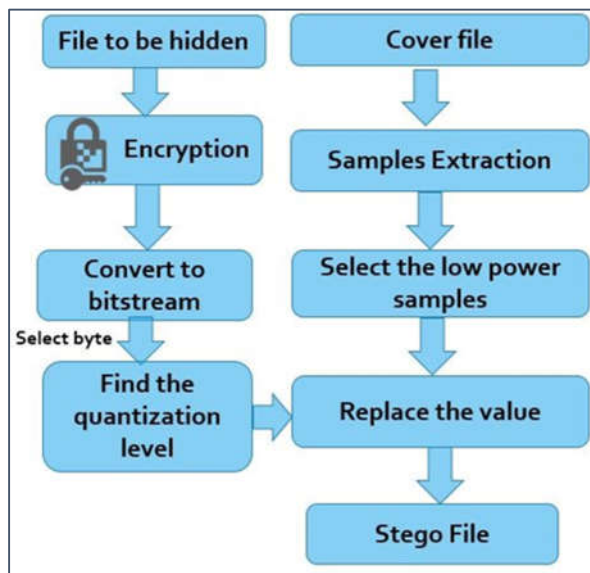 File to be hidden
Encryption
Convert to
bitstream
Select byte
Find the
quantization
level
Cover file
Samples Extraction
Select the low power
samples
Replace the value
Stego File